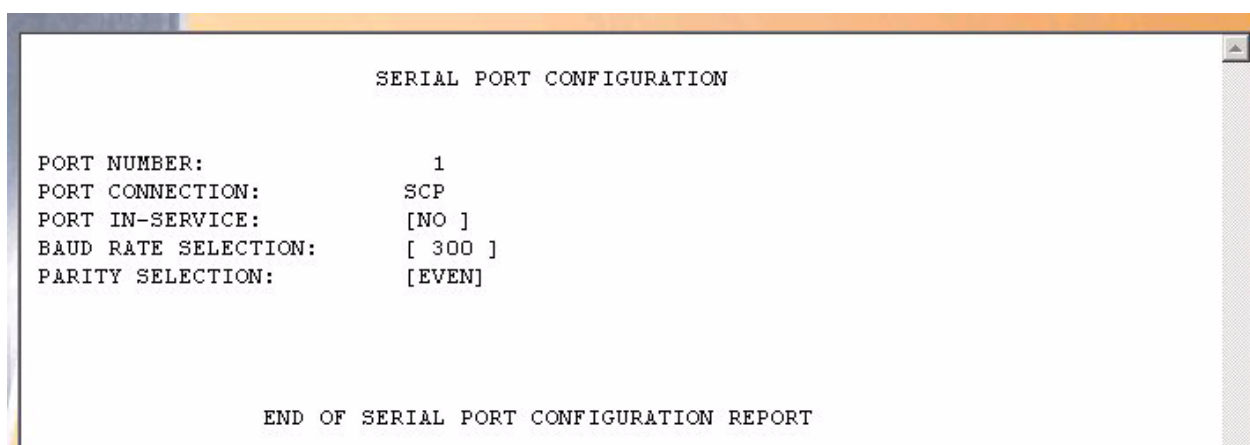 SERIAL PORT CONFIGURATION
PORT NUMBER: 1
PORT CONNECTION: SCP
PORT IN-SERVICE: [NO ]
BAUD RATE SELECTION: [ 300 ]
PARITY SELECTION: [EVEN]
END OF SERIAL PORT CONFIGURATION REPORT